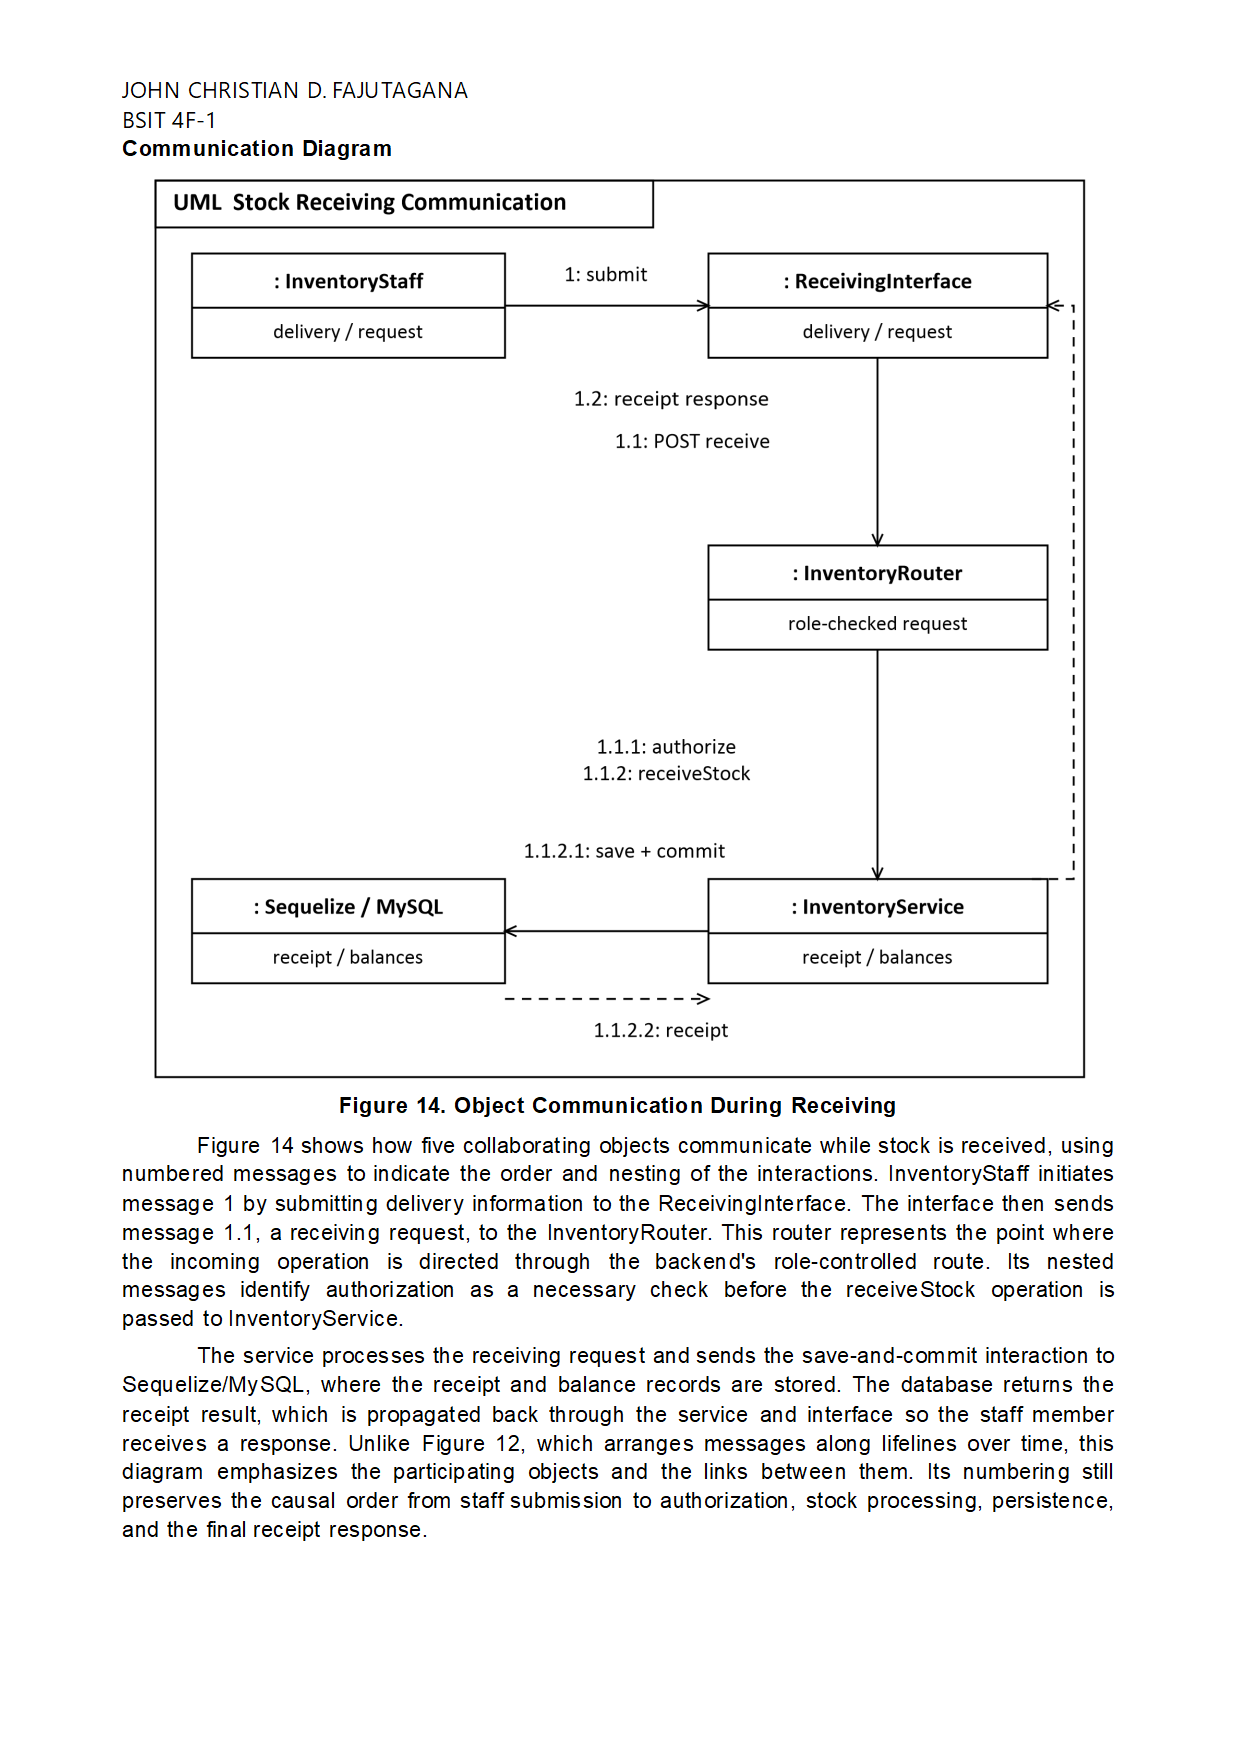 JOHN CHRISTIAN D. FAJUTAGANA
BSIT 4F-1
Communication Diagram
UML Stock Receiving Communication
: InventoryStaff
delivery / request
1: submit
: ReceivingInterface
delivery / request
1.2: receipt response
1.1: POST receive
: InventoryRouter
role-checked request
1.1.1: authorize
1.1.2: receiveStock
1.1.2.1: save + commit
: Sequelize / MySQL
receipt / balances
: InventoryService
receipt / balances
1.1.2.2: receipt
Figure 14. Object Communication During Receiving
Figure 14 shows how five collaborating objects communicate while stock is received, using
numbered messages to indicate the order and nesting of the interactions. InventoryStaff initiates
message 1 by submitting delivery information to the ReceivingInterface. The interface then sends
message 1.1, a receiving request, to the InventoryRouter. This router represents the point where
the incoming operation is directed through the backend's role-controlled route. Its nested
messages identify authorization as a necessary check before the receiveStock operation is
passed to InventoryService.
The service processes the receiving request and sends the save-and-commit interaction to
Sequelize/MySQL, where the receipt and balance records are stored. The database returns the
receipt result, which is propagated back through the service and interface so the staff member
receives a response. Unlike Figure 12, which arranges messages along lifelines over time, this
diagram emphasizes the participating objects and the links between them. Its numbering still
preserves the causal order from staff submission to authorization, stock processing, persistence,
and the final receipt response.